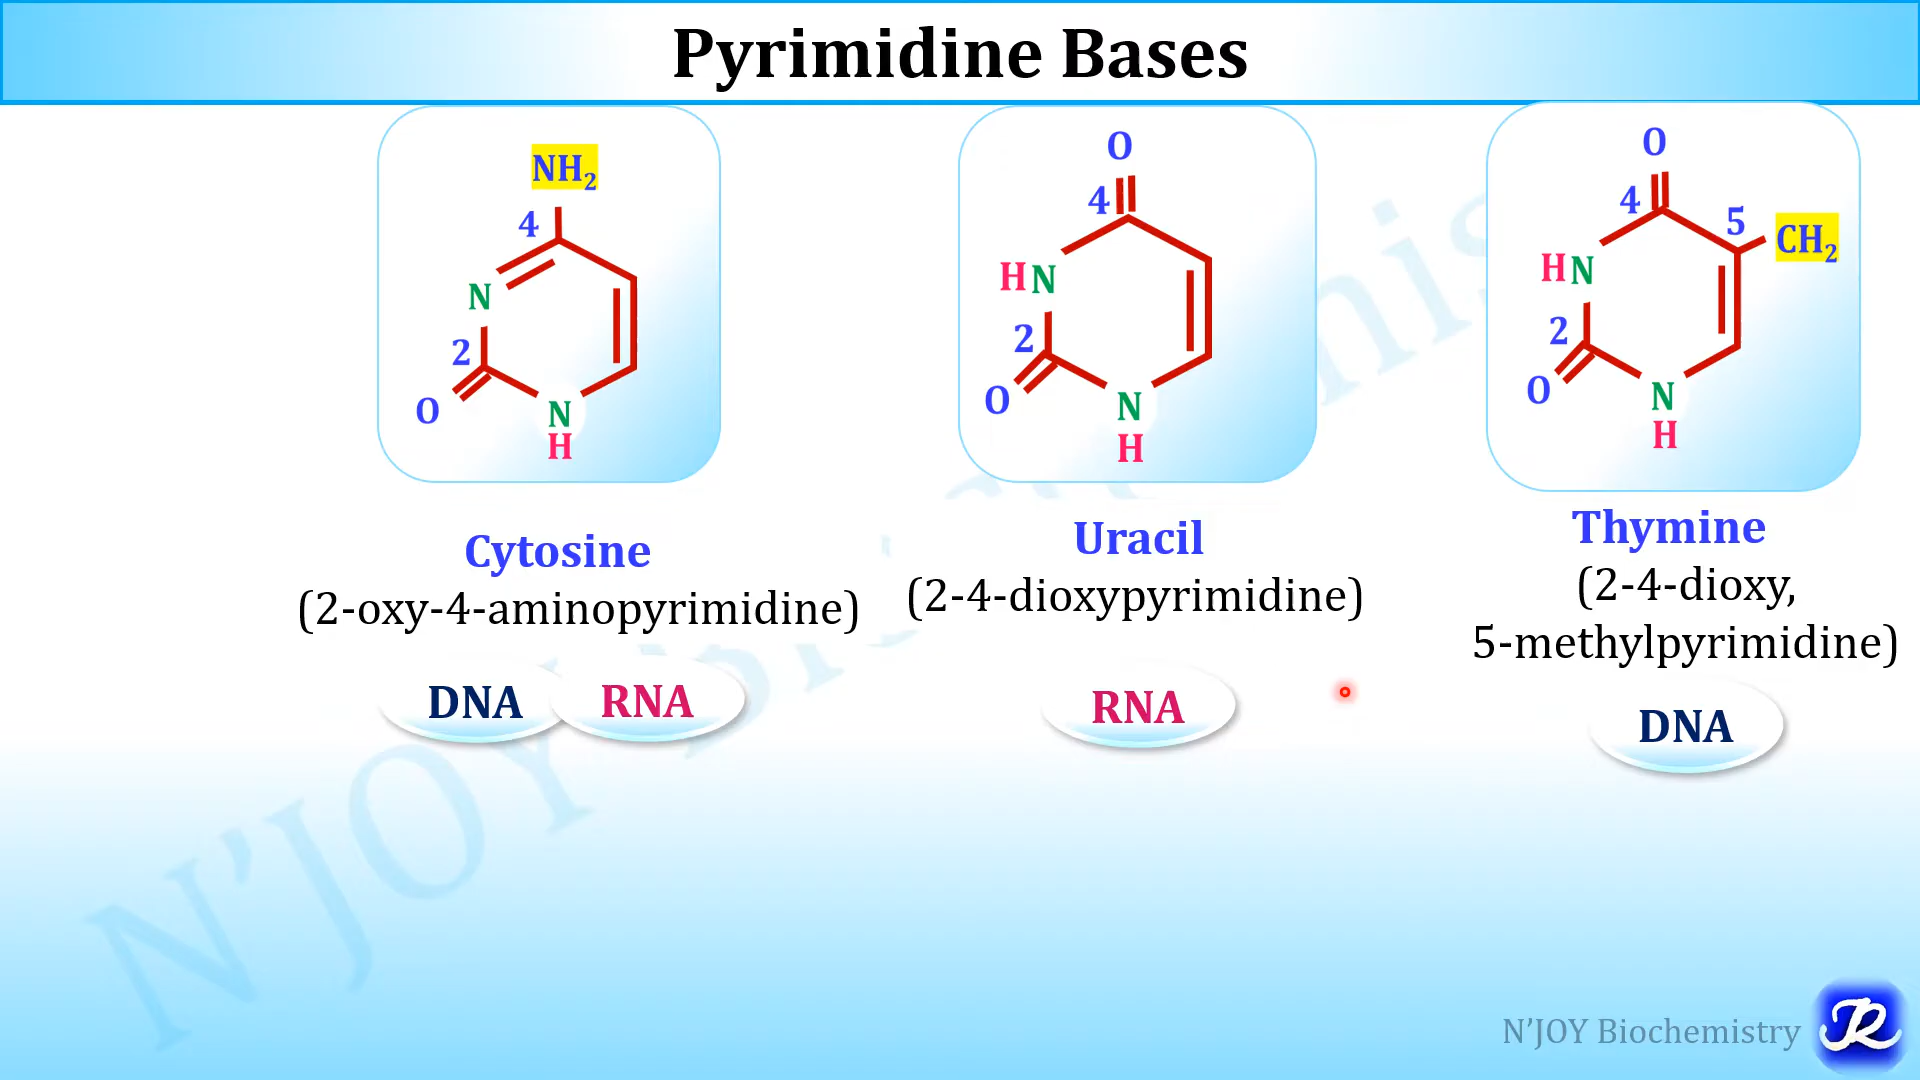 Pyrimidine Bases
NH₂
4
N
2
O
N
H
O
4
HN
2
O
N
H
O
4
5
CH₂
HN
2
O
N
H
Cytosine
(2-oxy-4-aminopyrimidine)
DNA
RNA
Uracil
(2-4-dioxypyrimidine)
RNA
Thymine
(2-4-dioxy,
5-methylpyrimidine)
DNA
N'JOY Biochemistry